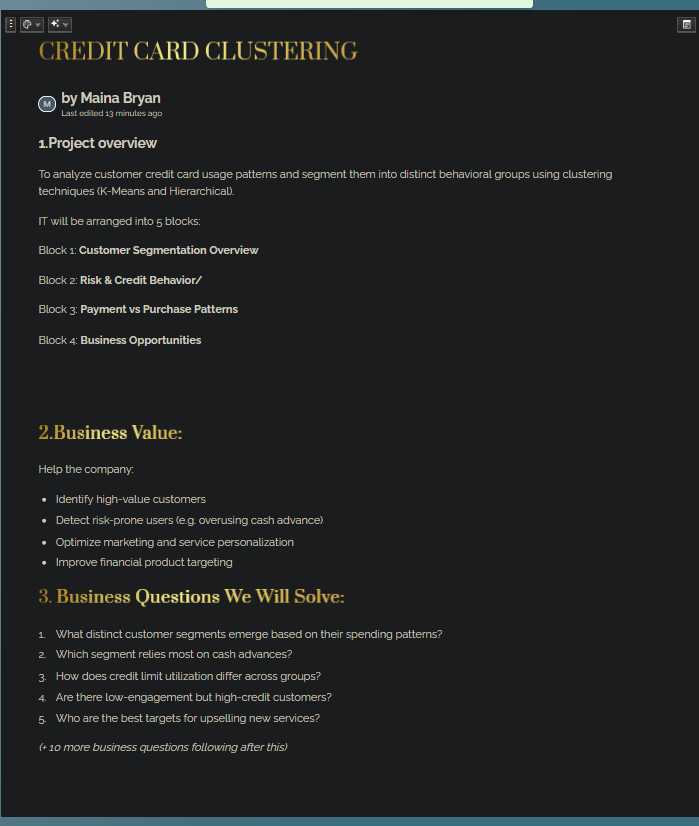 CREDIT CARD CLUSTERING
M
by Maina Bryan
Last edited 13 minutes ago
1.Project overview
To analyze customer credit card usage patterns and segment them into distinct behavioral groups using clustering
techniques (K-Means and Hierarchical).
IT will be arranged into 5 blocks:
Block 1: Customer Segmentation Overview
Block 2: Risk & Credit Behavior/
Block 3: Payment vs Purchase Patterns
Block 4: Business Opportunities
2.Business Value:
Help the company:
• Identify high-value customers
• Detect risk-prone users (e.g. overusing cash advance)
• Optimize marketing and service personalization
• Improve financial product targeting
3. Business Questions We Will Solve:
1. What distinct customer segments emerge based on their spending patterns?
2. Which segment relies most on cash advances?
3. How does credit limit utilization differ across groups?
4. Are there low-engagement but high-credit customers?
5. Who are the best targets for upselling new services?
(+ 10 more business questions following after this)